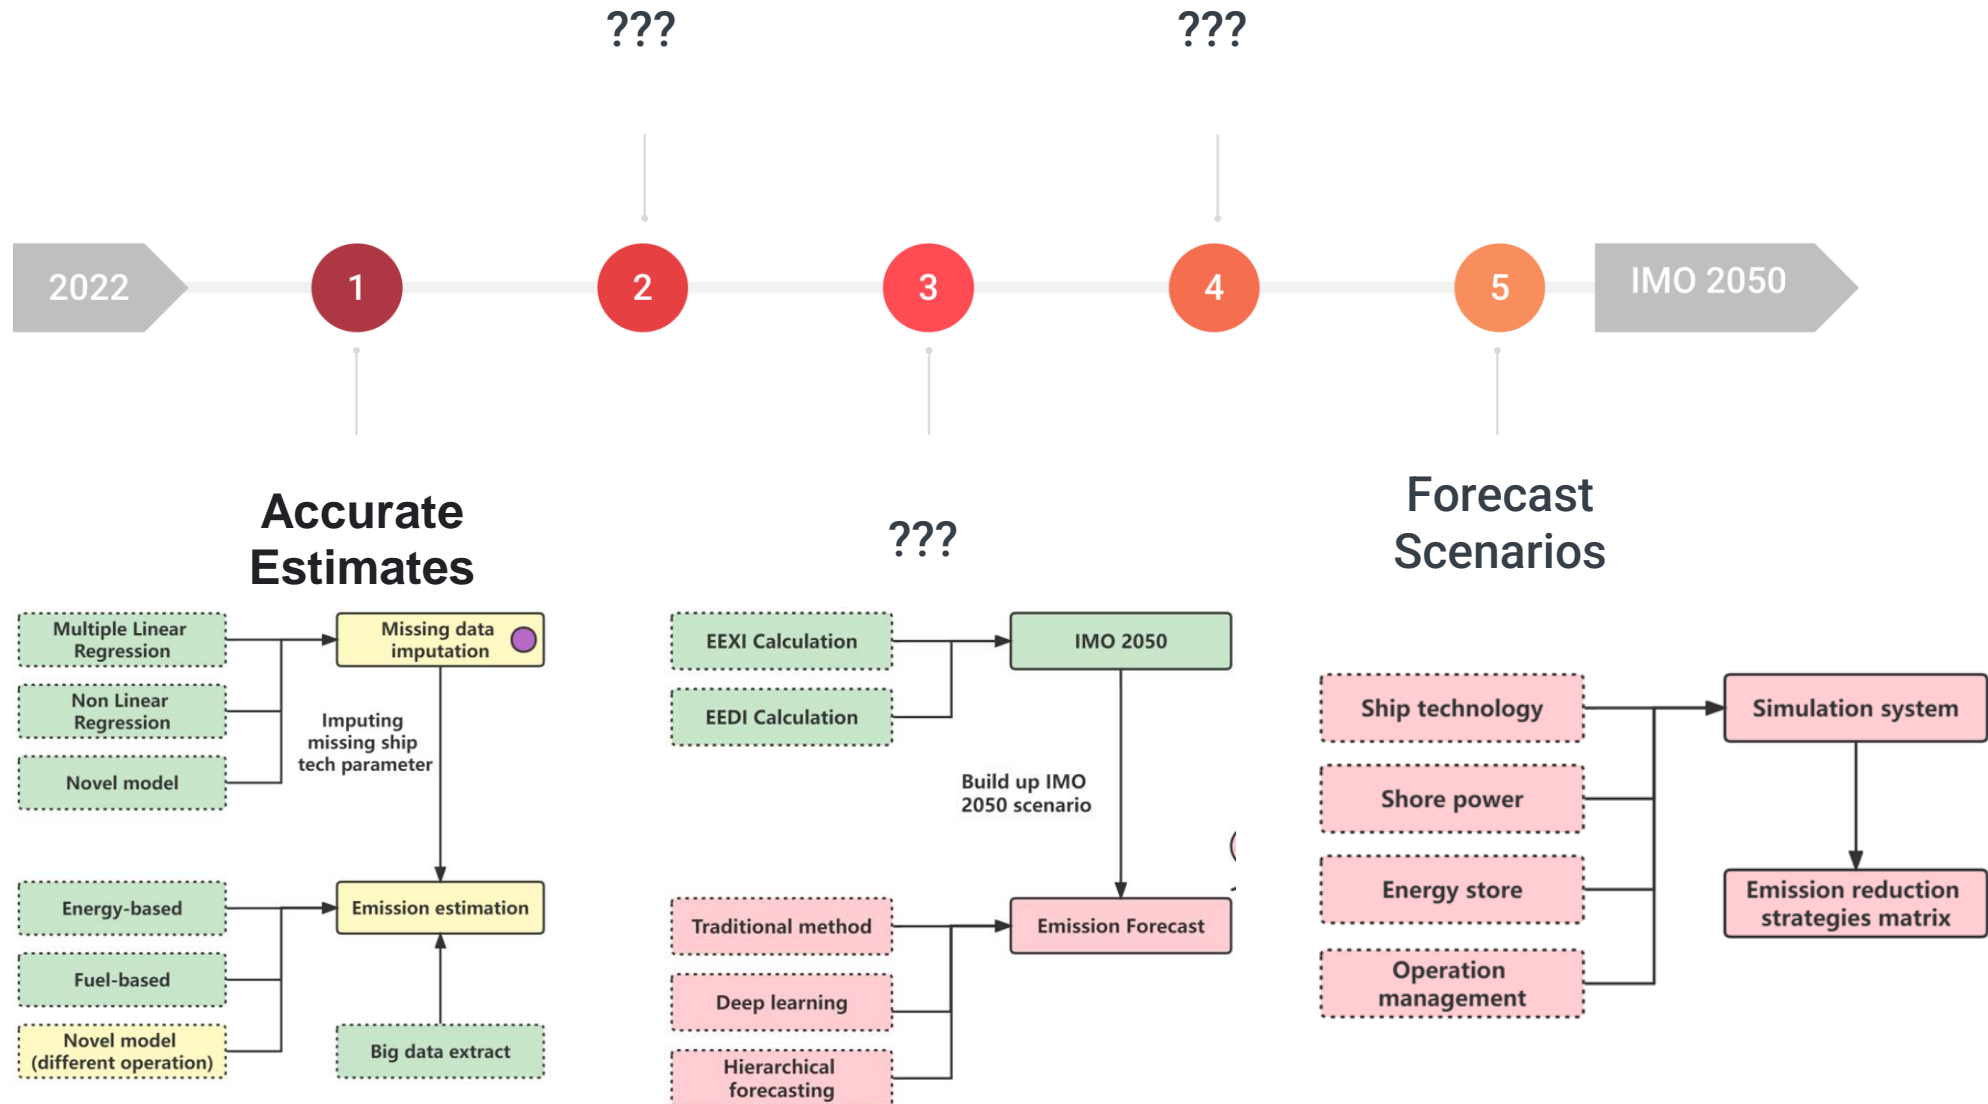 ???
???
2022
1
2
3
4
5
IMO 2050
Accurate
Estimates
???
Forecast
Scenarios
Multiple Linear
Regression
Missing data
imputation
Non Linear
Regression
Imputing
missing ship
tech parameter
Novel model
Energy-based
Emission estimation
Fuel-based
Novel model
(different operation)
Big data extract
EEXI Calculation
IMO 2050
EEDI Calculation
Build up IMO
2050 scenario
Traditional method
Emission Forecast
Deep learning
Hierarchical
forecasting
Ship technology
Simulation system
Shore power
Energy store
Emission reduction
strategies matrix
Operation
management